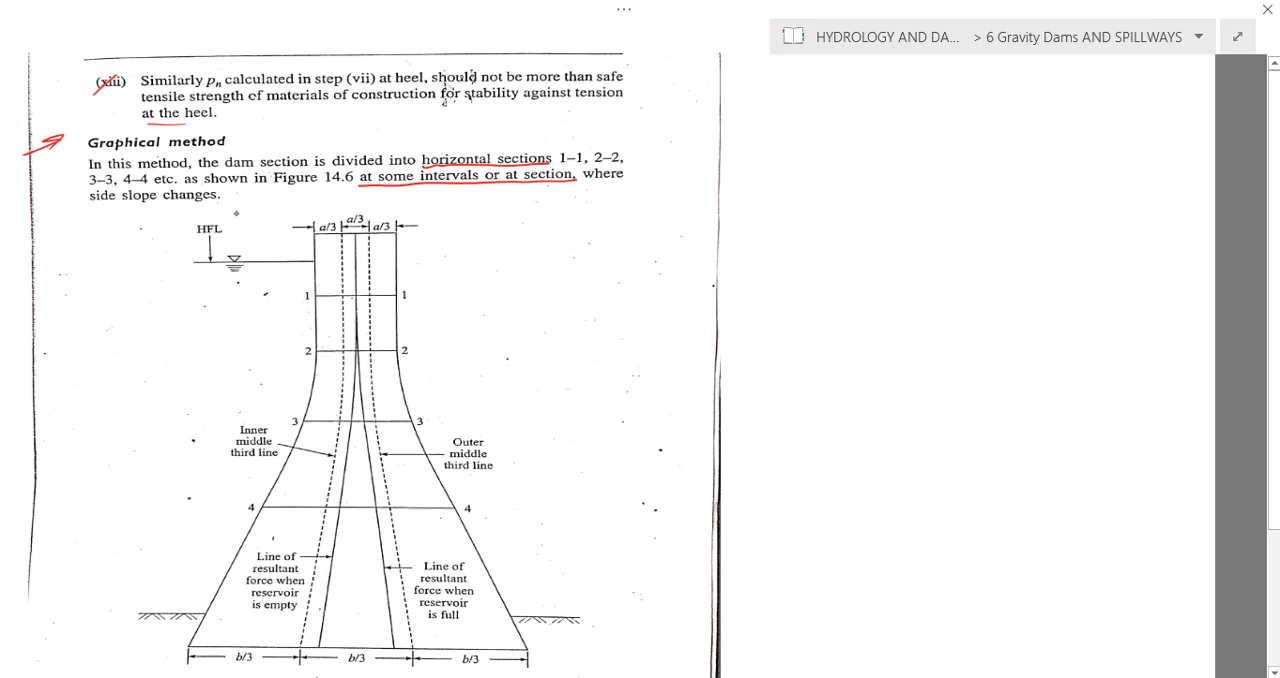 HYDROLOGY AND DA... > 6 Gravity Dams AND SPILLWAYS
(xiii) Similarly pn calculated in step (vii) at heel, should not be more than safe
tensile strength of materials of construction for stability against tension
at the heel.
Graphical method
In this method, the dam section is divided into horizontal sections 1–1, 2–2,
3–3, 4–4 etc. as shown in Figure 14.6 at some intervals or at section, where
side slope changes.
HFL
a/3 a/3 a/3
1 1
2 2
3 3
Inner
middle
third line
Outer
middle
third line
4 4
Line of
resultant
force when
reservoir
is empty
Line of
resultant
force when
reservoir
is full
b/3 b/3 b/3